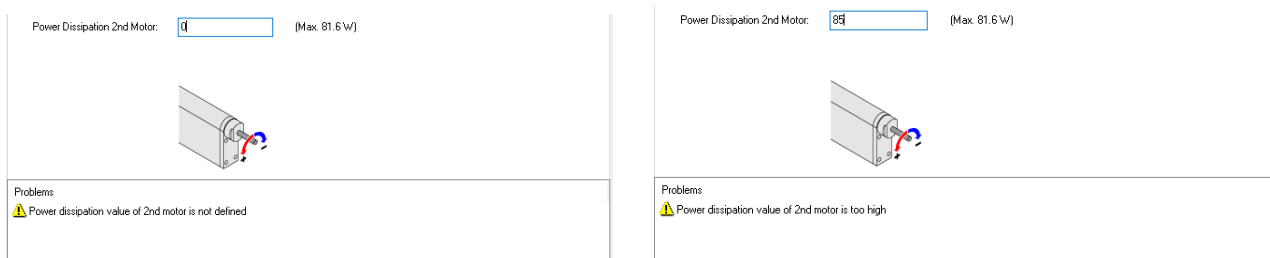 Power Dissipation 2nd Motor: 0 (Max. 81.6 W)
+ -
Problems
Power dissipation value of 2nd motor is not defined
Power Dissipation 2nd Motor: 85 (Max. 81.6 W)
+ -
Problems
Power dissipation value of 2nd motor is too high